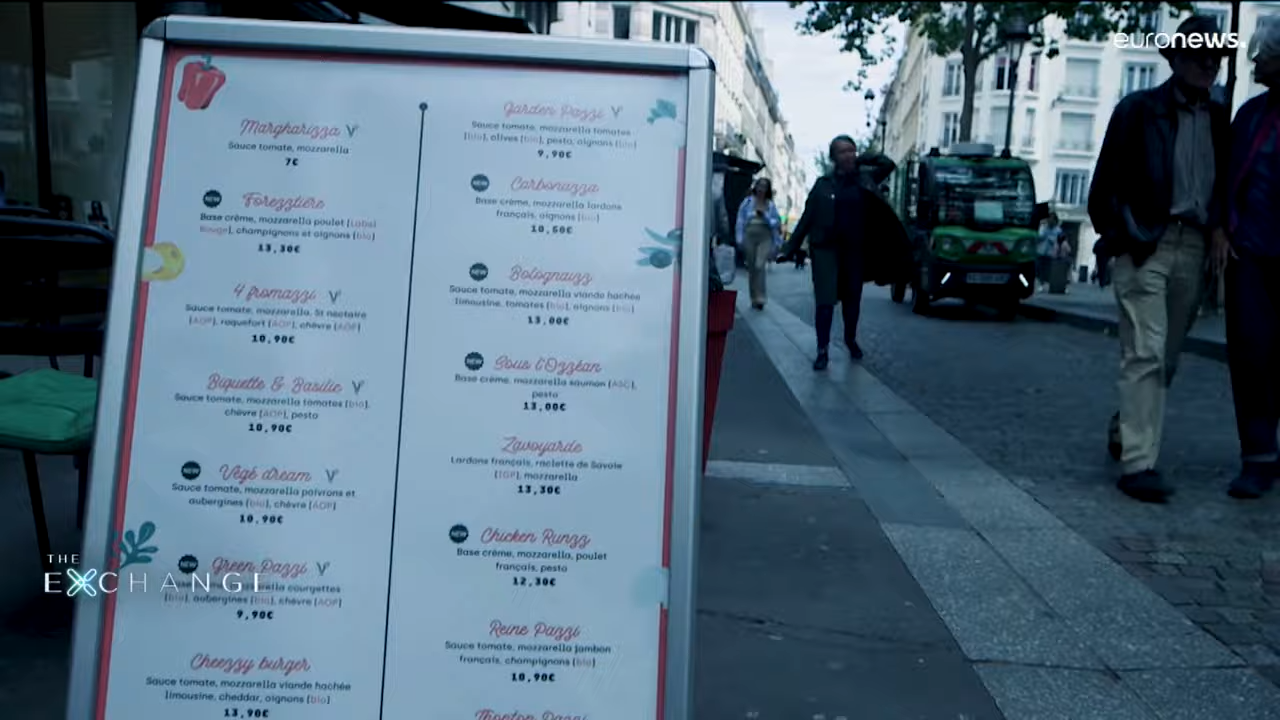 euronews.
Margharizza V
Sauce tomate, mozzarella
7€
NEW Forezztière
Base crème, mozzarella poulet (Label
Rouge), champignons et oignons (bio)
13,30€
4 fromazzi V
Sauce tomate, mozzarella, St nectaire
(AOP), roquefort (AOP), chèvre (AOP)
10,90€
Biquette & Basilic V
Sauce tomate, mozzarella tomates (bio),
chèvre (AOP), pesto
10,90€
NEW Végé dream V
Sauce tomate, mozzarella poivrons et
aubergines (bio), chèvre (AOP)
10,90€
NEW Green Pazzi V
mozzarella courgettes
(bio), aubergines (bio), chèvre (AOP)
9,90€
Cheezzy burger
Sauce tomate, mozzarella viande hachée
limousine, cheddar, oignons (bio)
13,90€
Garden Pazzi V
Sauce tomate, mozzarella tomates
(bio), olives (bio), pesto, oignons (bio)
9,90€
NEW Carbonazza
Base crème, mozzarella lardons
français, oignons (bio)
10,50€
NEW Bolognaizz
Sauce tomate, mozzarella viande hachée
limousine, tomates (bio), oignons (bio)
13,00€
NEW Sous l'Ozzéan
Base crème, mozzarella saumon (ASC),
pesto
13,00€
Zavoyarde
Lardons français, raclette de Savoie
(IGP), mozzarella
13,30€
NEW Chicken Runzz
Base crème, mozzarella, poulet
français, pesto
12,30€
Reine Pazzi
Sauce tomate, mozzarella jambon
français, champignons (bio)
10,90€
Thonton Pazzi
THE
EXCHANGE